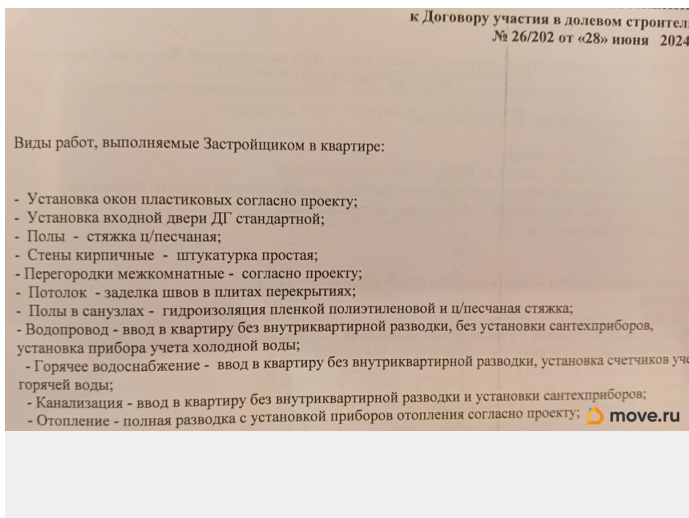 к Договору участия в долевом строител
№ 26/202 от «28» июня 2024
Виды работ, выполняемые Застройщиком в квартире:
- Установка окон пластиковых согласно проекту;
- Установка входной двери ДГ стандартной;
- Полы - стяжка ц/песчаная;
- Стены кирпичные - штукатурка простая;
- Перегородки межкомнатные - согласно проекту;
- Потолок - заделка швов в плитах перекрытиях;
- Полы в санузлах - гидроизоляция пленкой полиэтиленовой и ц/песчаная стяжка;
- Водопровод - ввод в квартиру без внутриквартирной разводки, без установки сантехприборов,
установка прибора учета холодной воды;
- Горячее водоснабжение - ввод в квартиру без внутриквартирной разводки, установка счетчиков уче
горячей воды;
- Канализация - ввод в квартиру без внутриквартирной разводки и установки сантехприборов;
- Отопление - полная разводка с установкой приборов отопления согласно проекту;
move.ru